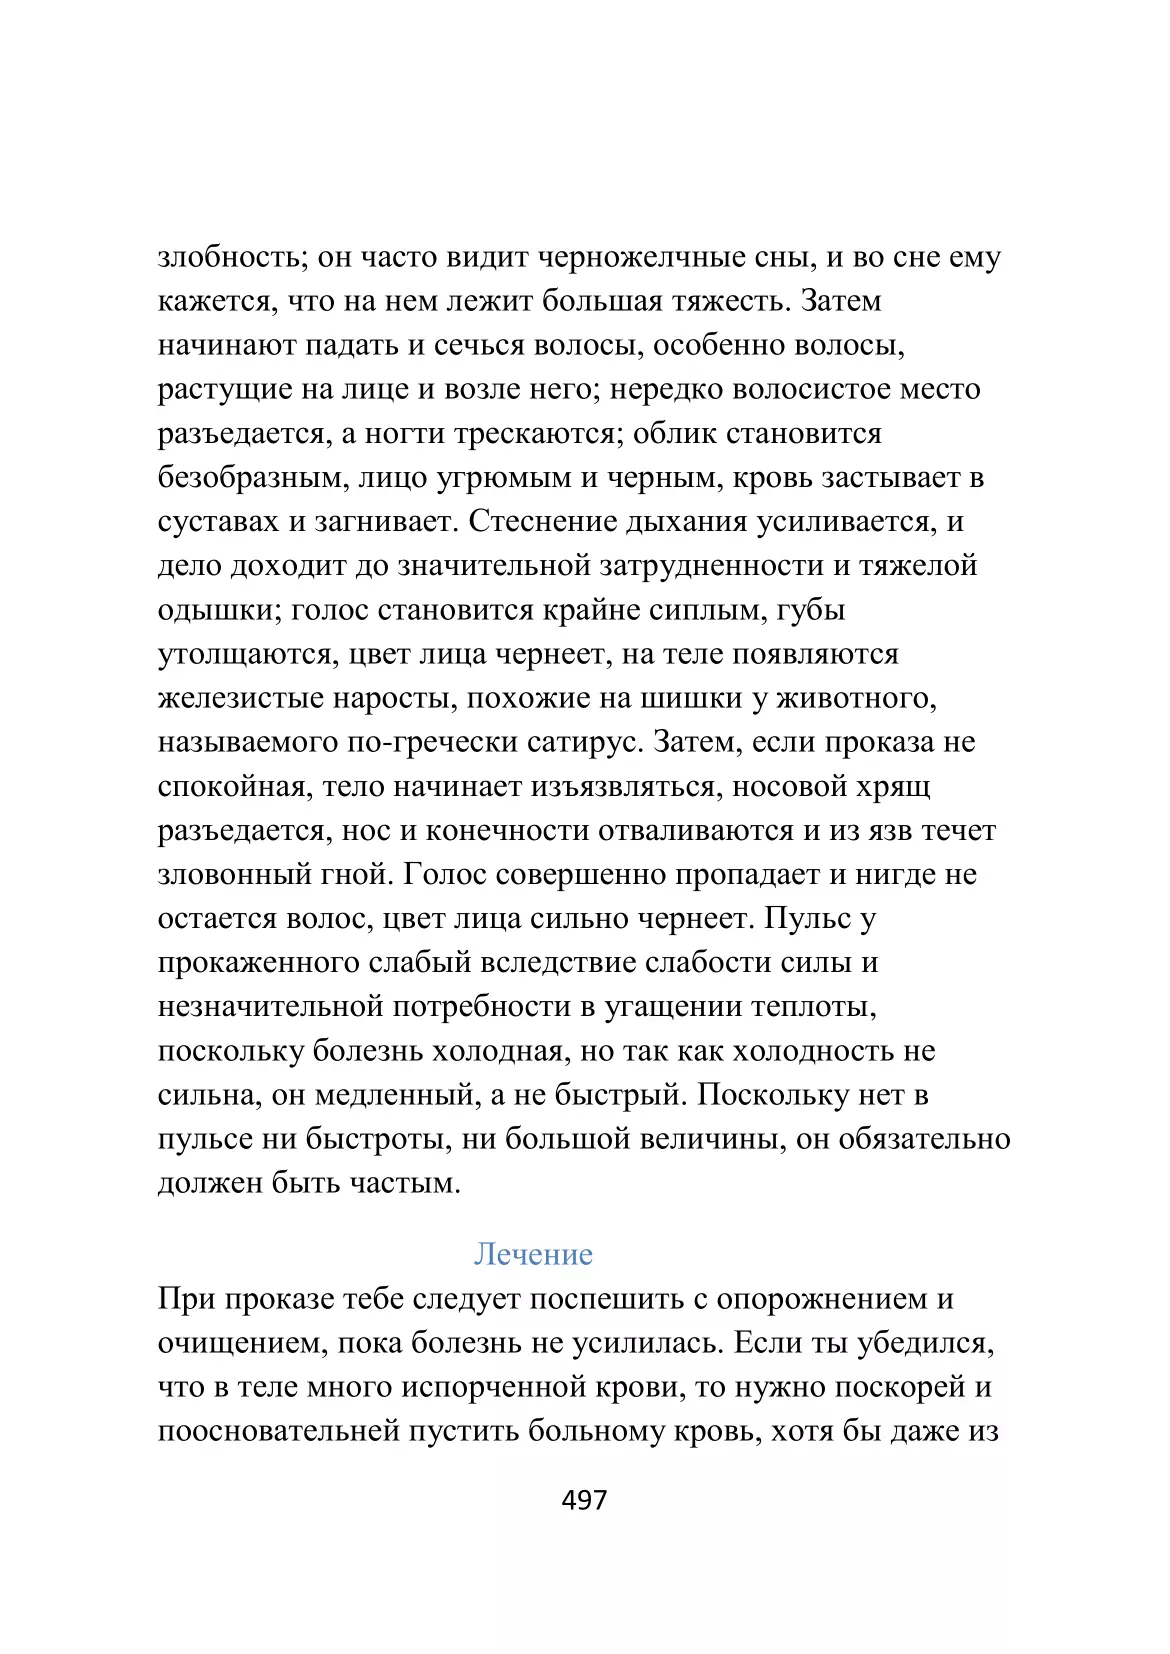 злобность; он часто видит черножелчные сны, и во сне ему
кажется, что на нем лежит большая тяжесть. Затем
начинают падать и сечься волосы, особенно волосы,
растущие на лице и возле него; нередко волосистое место
разъедается, а ногти трескаются; облик становится
безобразным, лицо угрюмым и черным, кровь застывает в
суставах и загнивает. Стеснение дыхания усиливается, и
дело доходит до значительной затрудненности и тяжелой
одышки; голос становится крайне сиплым, губы
утолщаются, цвет лица чернеет, на теле появляются
железистые наросты, похожие на шишки у животного,
называемого по-гречески сатирус. Затем, если проказа не
спокойная, тело начинает изъязвляться, носовой хрящ
разъедается, нос и конечности отваливаются и из язв течет
зловонный гной. Голос совершенно пропадает и нигде не
остается волос, цвет лица сильно чернеет. Пульс у
прокаженного слабый вследствие слабости силы и
незначительной потребности в угащении теплоты,
поскольку болезнь холодная, но так как холодность не
сильна, он медленный, а не быстрый. Поскольку нет в
пульсе ни быстроты, ни большой величины, он обязательно
должен быть частым.
Лечение
При проказе тебе следует поспешить с опорожнением и
очищением, пока болезнь не усилилась. Если ты убедился,
что в теле много испорченной крови, то нужно поскорей и
поосновательней пустить больному кровь, хотя бы даже из
497